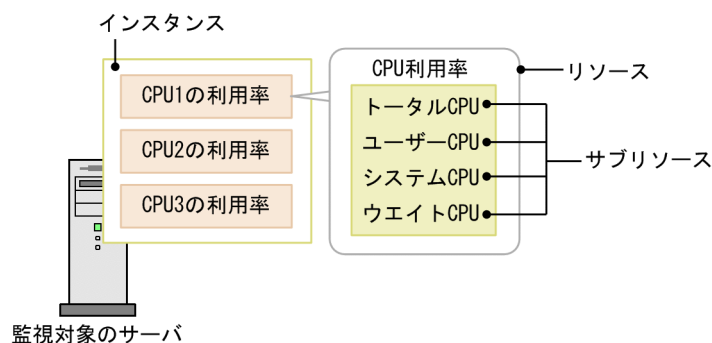 インスタンス
CPU利用率
リソース
CPU1の利用率
トータルCPU
ユーザーCPU
CPU2の利用率
サブリソース
システムCPU
CPU3の利用率
ウエイトCPU
監視対象のサーバ